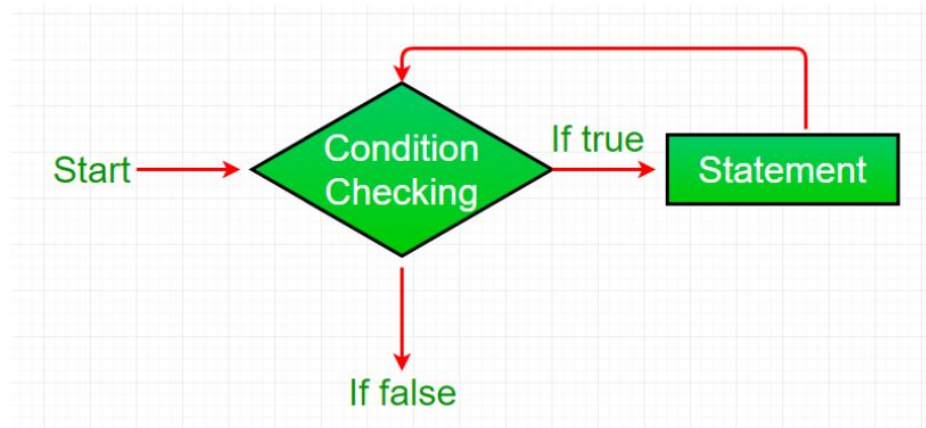 Start
Condition
Checking
If true
Statement
If false